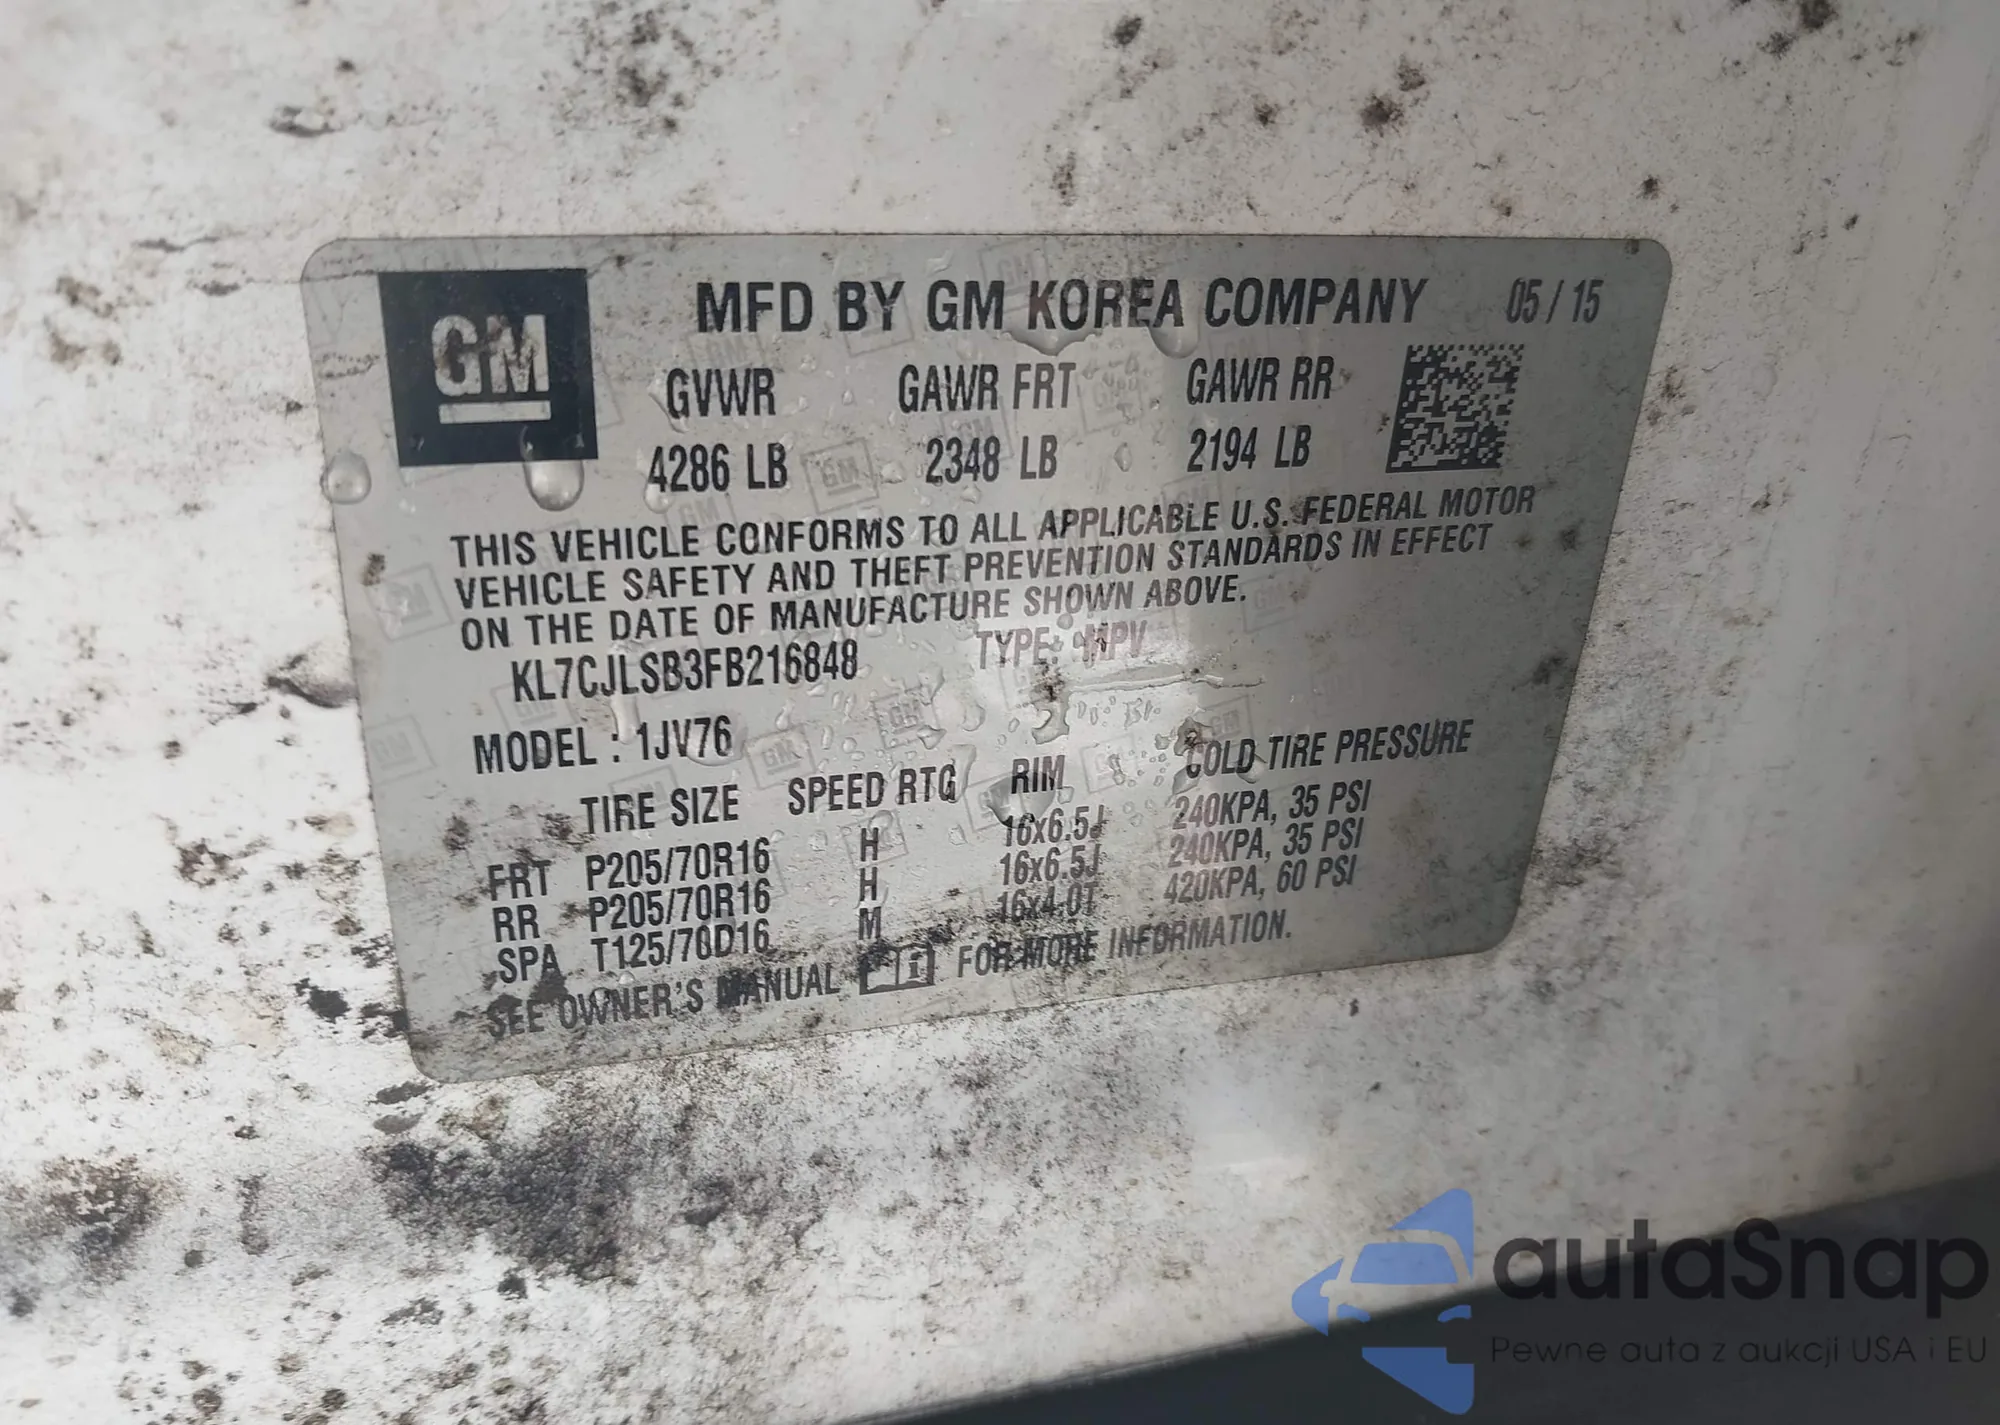 GM
MFD BY GM KOREA COMPANY 05/15
GVWR GAWR FRT GAWR RR
4286 LB 2348 LB 2194 LB
THIS VEHICLE CONFORMS TO ALL APPLICABLE U.S. FEDERAL MOTOR
VEHICLE SAFETY AND THEFT PREVENTION STANDARDS IN EFFECT
ON THE DATE OF MANUFACTURE SHOWN ABOVE.
KL7CJLSB3FB216848 TYPE: MPV
MODEL : 1JV76
TIRE SIZE SPEED RTG RIM COLD TIRE PRESSURE
FRT P205/70R16 H 16x6.5J 240KPA, 35 PSI
RR P205/70R16 H 16x6.5J 240KPA, 35 PSI
SPA T125/70D16 M 16x4.0T 420KPA, 60 PSI
SEE OWNER'S MANUAL i FOR MORE INFORMATION.
autaSnap
Pewne auta z aukcji USA i EU